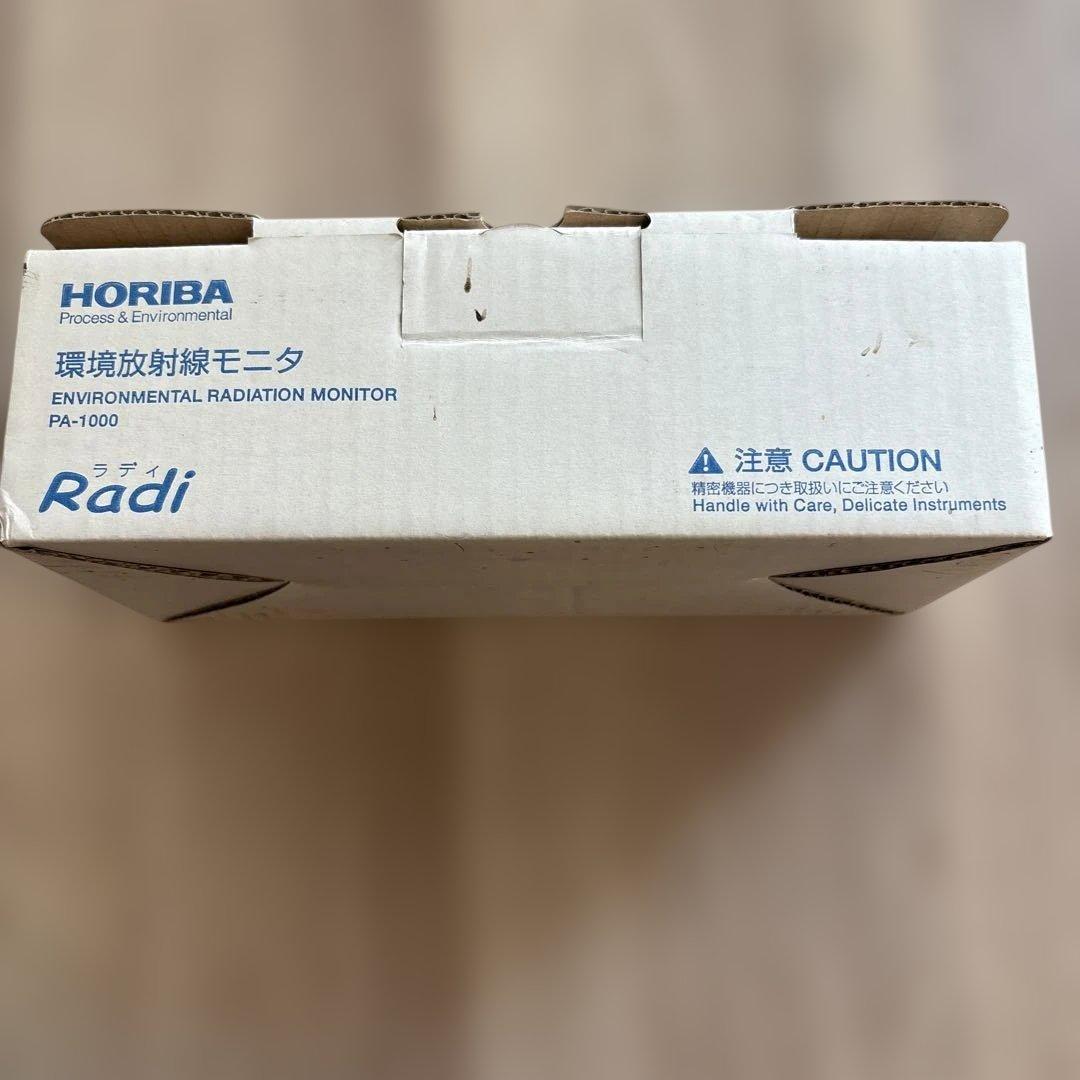 HORIBA
Process & Environmental
環境放射線モニタ
ENVIRONMENTAL RADIATION MONITOR
PA-1000
ラディ
Radi
注意 CAUTION
精密機器につき取扱いにご注意ください
Handle with Care, Delicate Instruments